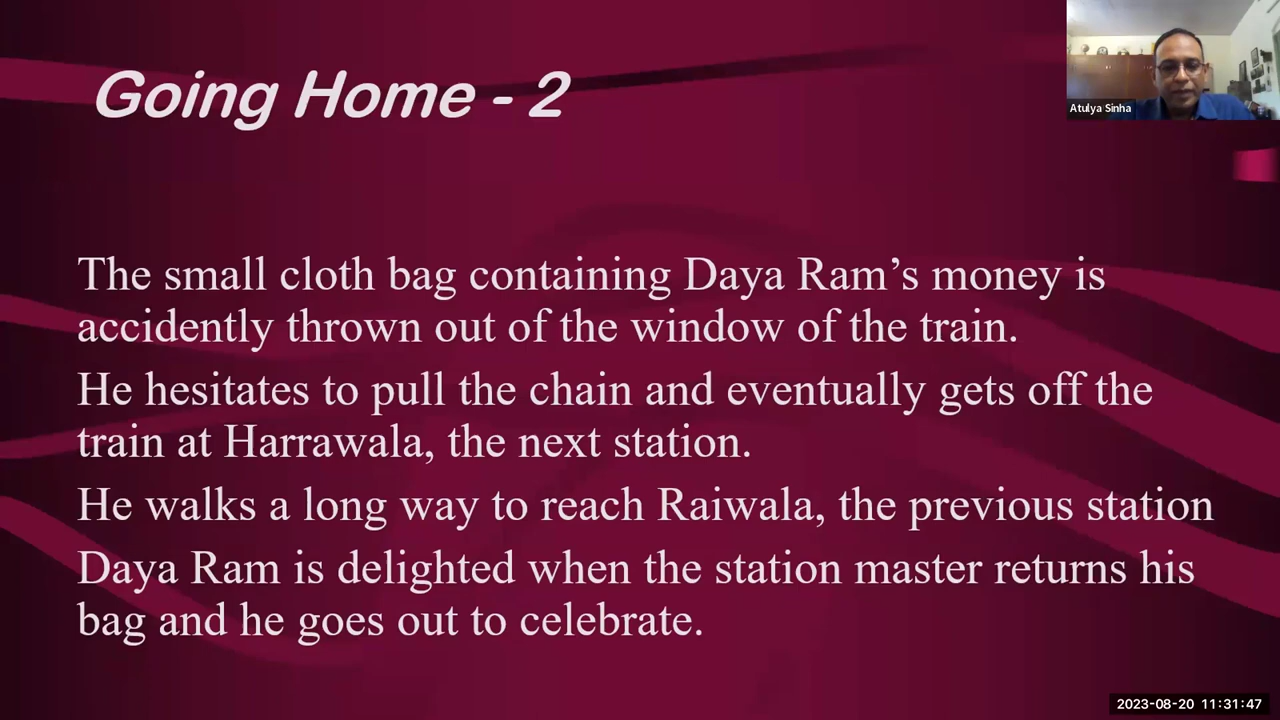 Going Home - 2
Atulya Sinha
The small cloth bag containing Daya Ram’s money is
accidently thrown out of the window of the train.
He hesitates to pull the chain and eventually gets off the
train at Harrawala, the next station.
He walks a long way to reach Raiwala, the previous station
Daya Ram is delighted when the station master returns his
bag and he goes out to celebrate.
2023-08-20 11:31:47